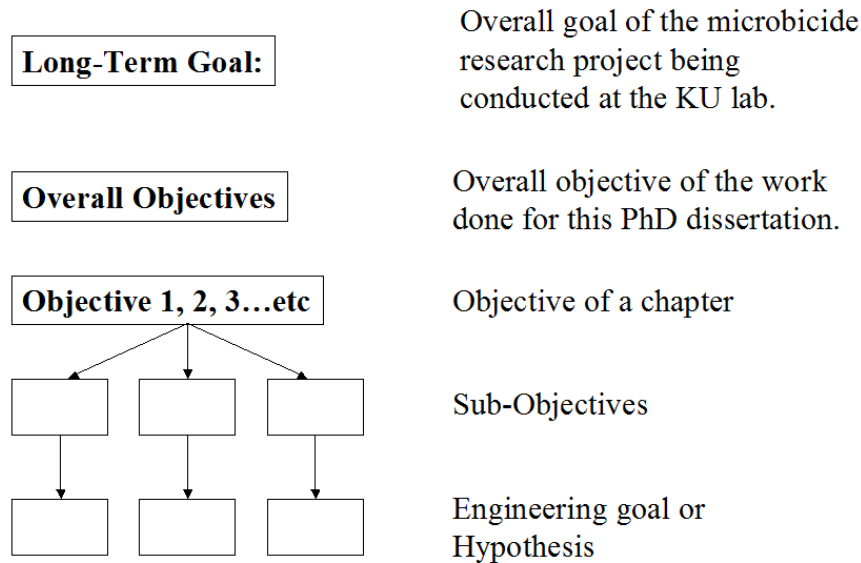 Long-Term Goal:
Overall goal of the microbicide
research project being
conducted at the KU lab.
Overall Objectives
Overall objective of the work
done for this PhD dissertation.
Objective 1, 2, 3…etc
Objective of a chapter
Sub-Objectives
Engineering goal or
Hypothesis